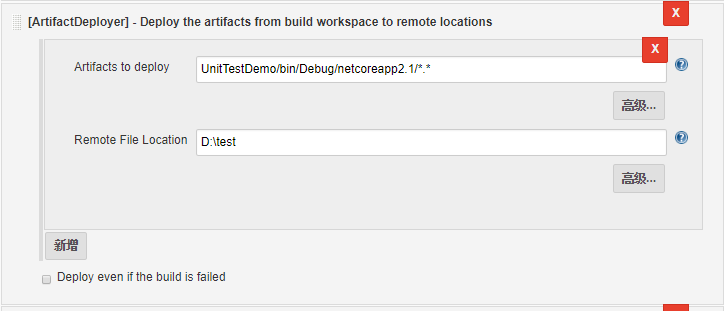 X
[ArtifactDeployer] - Deploy the artifacts from build workspace to remote locations
X
Artifacts to deploy UnitTestDemo/bin/Debug/netcoreapp2.1/*.*
高级...
Remote File Location D:\test
高级...
新增
Deploy even if the build is failed